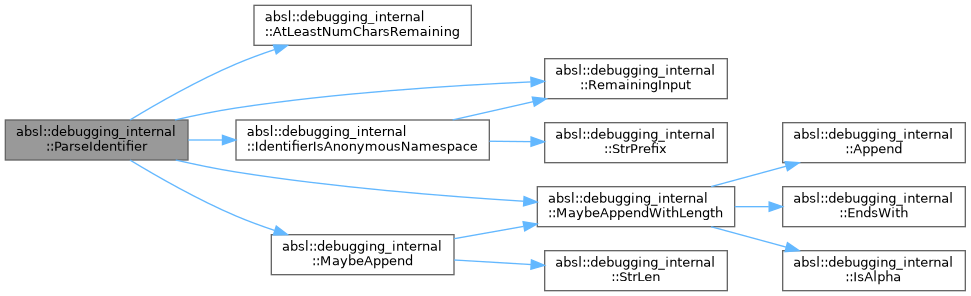 absl::debugging_internal
::ParseIdentifier
absl::debugging_internal
::AtLeastNumCharsRemaining
absl::debugging_internal
::RemainingInput
absl::debugging_internal
::IdentifierIsAnonymousNamespace
absl::debugging_internal
::StrPrefix
absl::debugging_internal
::MaybeAppendWithLength
absl::debugging_internal
::Append
absl::debugging_internal
::EndsWith
absl::debugging_internal
::IsAlpha
absl::debugging_internal
::MaybeAppend
absl::debugging_internal
::StrLen